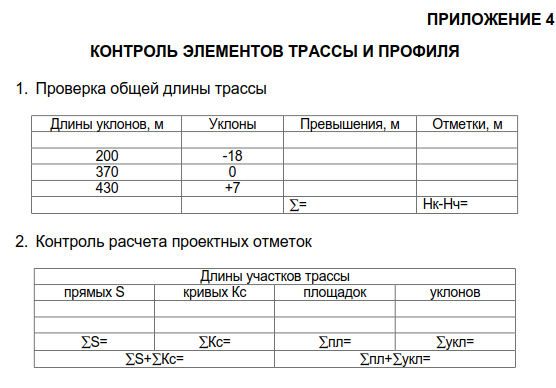 ПРИЛОЖЕНИЕ 4
КОНТРОЛЬ ЭЛЕМЕНТОВ ТРАССЫ И ПРОФИЛЯ
1. Проверка общей длины трассы
Длины уклонов, м Уклоны Превышения, м Отметки, м
200 -18
370 0
430 +7
∑= Нк-Нч=
2. Контроль расчета проектных отметок
Длины участков трассы
прямых S кривых Кс площадок уклонов
∑S= ∑Кс= ∑пл= ∑укл=
∑S+∑Кс= ∑пл+∑укл=